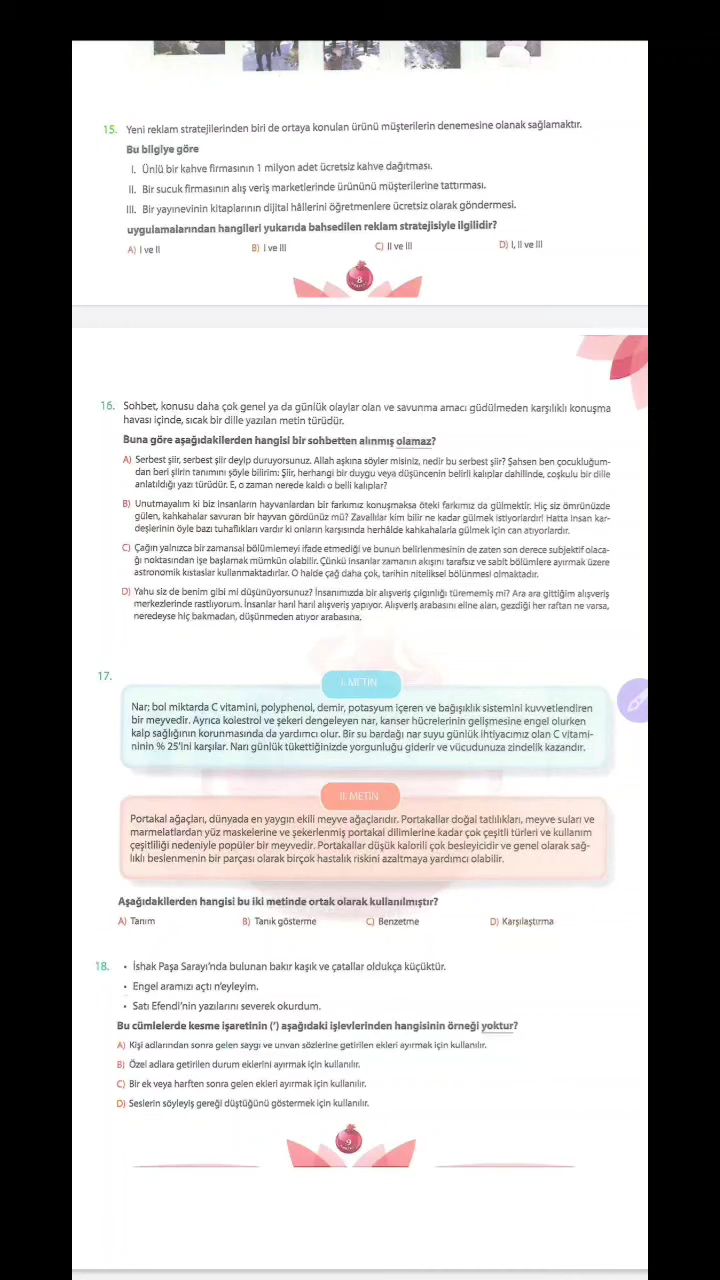 15. Yeni reklam stratejilerinden biri de ortaya konulan ürünü müşterilerin denemesine olanak sağlamaktır.
Bu bilgiye göre
I. Ünlü bir kahve firmasının 1 milyon adet ücretsiz kahve dağıtması.
II. Bir sucuk firmasının alış veriş marketlerinde ürününü müşterilerine tattırması.
III. Bir yayınevinin kitaplarının dijital hâllerini öğretmenlere ücretsiz olarak göndermesi.
uygulamalarından hangileri yukarıda bahsedilen reklam stratejisiyle ilgilidir?
A) I ve II B) I ve III C) II ve III D) I, II ve III
8
16. Sohbet, konusu daha çok genel ya da günlük olaylar olan ve savunma amacı güdülmeden karşılıklı konuşma
havası içinde, sıcak bir dille yazılan metin türüdür.
Buna göre aşağıdakilerden hangisi bir sohbetten alınmış olamaz?
A) Serbest şiir, serbest şiir deyip duruyorsunuz. Allah aşkına söyler misiniz, nedir bu serbest şiir? Şahsen ben çocukluğum-
dan beri şiirin tanımını şöyle bilirim: Şiir, herhangi bir duygu veya düşüncenin belirli kalıplar dahilinde, coşkulu bir dille
anlatıldığı yazı türüdür. E, o zaman nerede kaldı o belli kalıplar?
B) Unutmayalım ki biz insanların hayvanlardan bir farkımız konuşmaksa öteki farkımız da gülmektir. Hiç siz ömrünüzde
gülen, kahkahalar savuran bir hayvan gördünüz mü? Zavallılar kim bilir ne kadar gülmek istiyorlardır! Hatta insan kar-
deşlerinin öyle bazı tuhaflıkları vardır ki onların karşısında herhâlde kahkahalarla gülmek için can atıyorlardır.
C) Çağın yalnızca bir zamansal bölümlemeyi ifade etmediği ve bunun belirlenmesinin de zaten son derece subjektif olaca-
ğı noktasından işe başlamak mümkün olabilir. Çünkü insanlar zamanın akışını tarafsız ve sabit bölümlere ayırmak üzere
astronomik kıstaslar kullanmaktadırlar. O halde çağ daha çok, tarihin niteliksel bölünmesi olmaktadır.
D) Yahu siz de benim gibi mi düşünüyorsunuz? İnsanımızda bir alışveriş çılgınlığı türememiş mi? Ara ara gittiğim alışveriş
merkezlerinde rastlıyorum. İnsanlar harıl harıl alışveriş yapıyor. Alışveriş arabasını eline alan, gezdiği her raftan ne varsa,
neredeyse hiç bakmadan, düşünmeden atıyor arabasına.
17.
I. METİN
Nar; bol miktarda C vitamini, polyphenol, demir, potasyum içeren ve bağışıklık sistemini kuvvetlendiren
bir meyvedir. Ayrıca kolestrol ve şekeri dengeleyen nar, kanser hücrelerinin gelişmesine engel olurken
kalp sağlığının korunmasında da yardımcı olur. Bir su bardağı nar suyu günlük ihtiyacımız olan C vitami-
ninin % 25'ini karşılar. Narı günlük tükettiğinizde yorgunluğu giderir ve vücudunuza zindelik kazandır.
II. METİN
Portakal ağaçları, dünyada en yaygın ekili meyve ağaçlarıdır. Portakallar doğal tatlılıkları, meyve suları ve
marmelatlardan yüz maskelerine ve şekerlenmiş portakal dilimlerine kadar çok çeşitli türleri ve kullanım
çeşitliliği nedeniyle popüler bir meyvedir. Portakallar düşük kalorili çok besleyicidir ve genel olarak sağ-
lıklı beslenmenin bir parçası olarak birçok hastalık riskini azaltmaya yardımcı olabilir.
Aşağıdakilerden hangisi bu iki metinde ortak olarak kullanılmıştır?
A) Tanım B) Tanık gösterme C) Benzetme D) Karşılaştırma
18. • İshak Paşa Sarayı'nda bulunan bakır kaşık ve çatallar oldukça küçüktür.
• Engel aramızı açtı n'eyleyim.
• Satı Efendi'nin yazılarını severek okurdum.
Bu cümlelerde kesme işaretinin (') aşağıdaki işlevlerinden hangisinin örneği yoktur?
A) Kişi adlarından sonra gelen saygı ve unvan sözlerine getirilen ekleri ayırmak için kullanılır.
B) Özel adlara getirilen durum eklerini ayırmak için kullanılır.
C) Bir ek veya harften sonra gelen ekleri ayırmak için kullanılır.
D) Seslerin söyleyiş gereği düştüğünü göstermek için kullanılır.
9